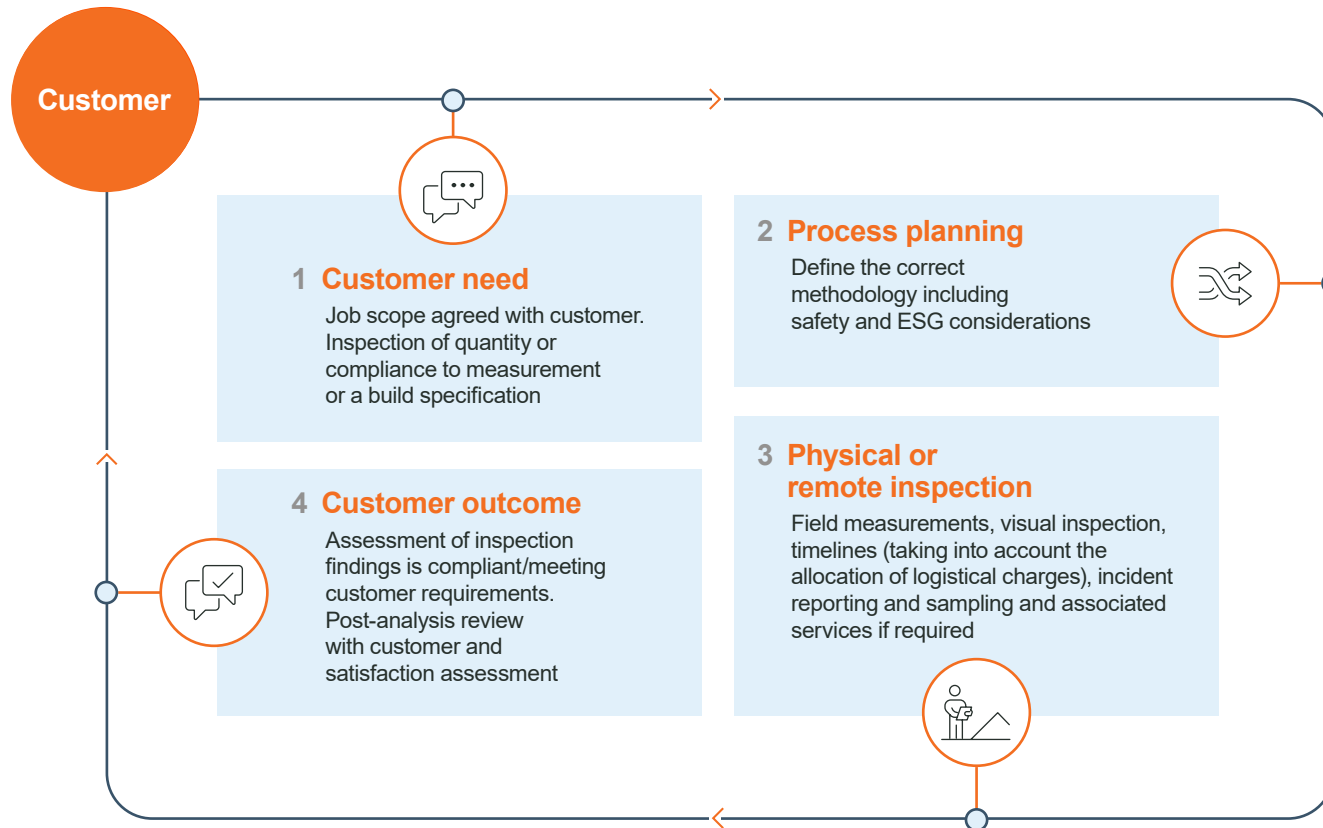 Customer
1 Customer need
Job scope agreed with customer.
Inspection of quantity or
compliance to measurement
or a build specification
2 Process planning
Define the correct
methodology including
safety and ESG considerations
3 Physical or
remote inspection
Field measurements, visual inspection,
timelines (taking into account the
allocation of logistical charges), incident
reporting and sampling and associated
services if required
4 Customer outcome
Assessment of inspection
findings is compliant/meeting
customer requirements.
Post-analysis review
with customer and
satisfaction assessment